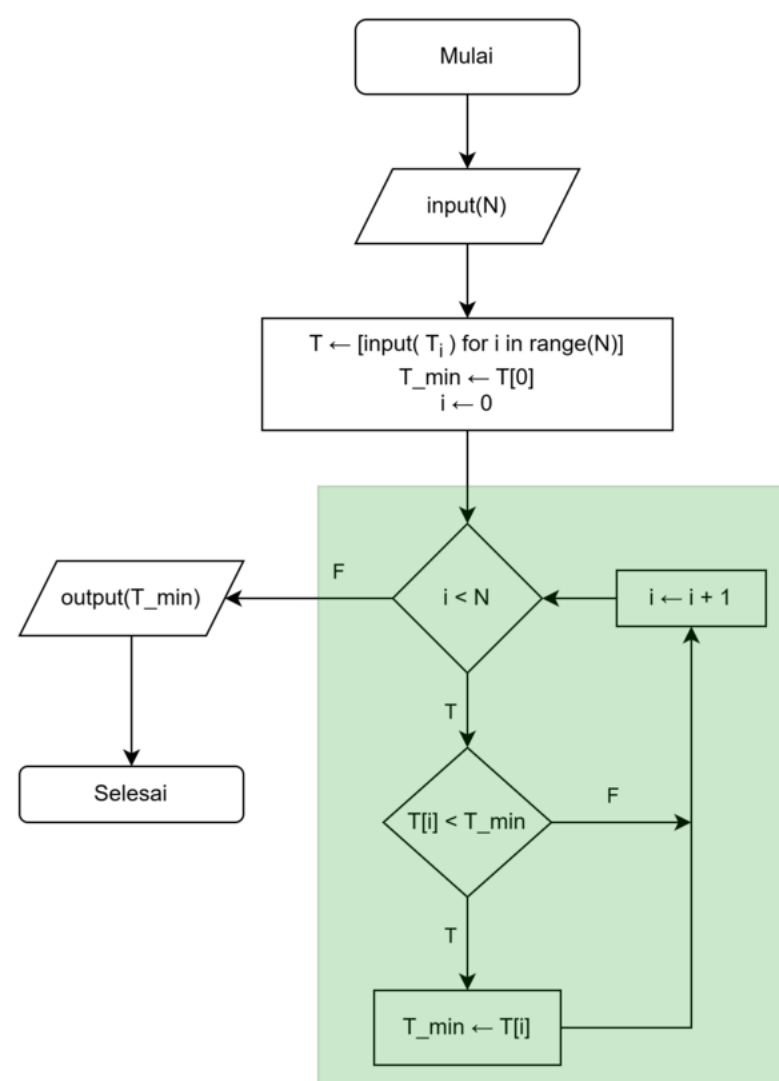 Mulai
input(N)
T ← [input( Tᵢ ) for i in range(N)]
T_min ← T[0]
i ← 0
i < N
F
output(T_min)
Selesai
i ← i + 1
T
T[i] < T_min
F
T
T_min ← T[i]